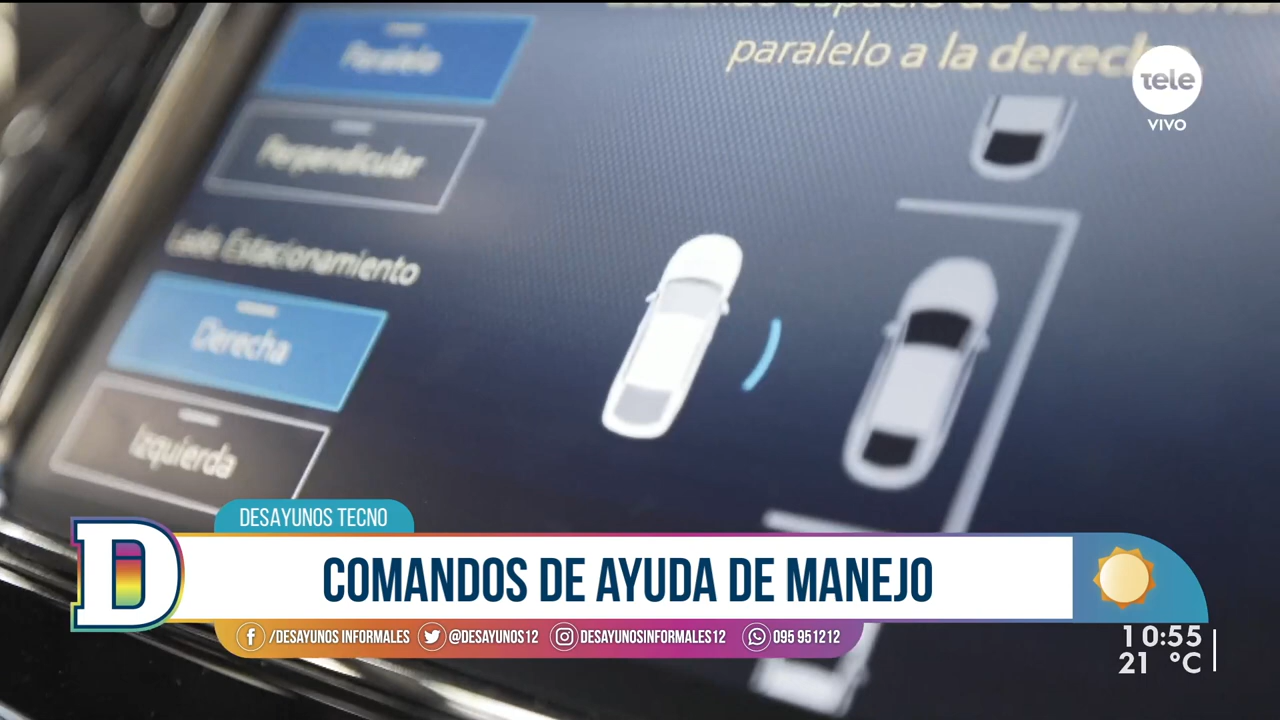 paralelo a la derecha
tele
VIVO
Paralelo
Perpendicular
Lado Estacionamiento
Derecha
Izquierda
DESAYUNOS TECNO
D
COMANDOS DE AYUDA DE MANEJO
/DESAYUNOS INFORMALES @DESAYUNOS12 DESAYUNOSINFORMALES12 095 951212
10:55
21 °C